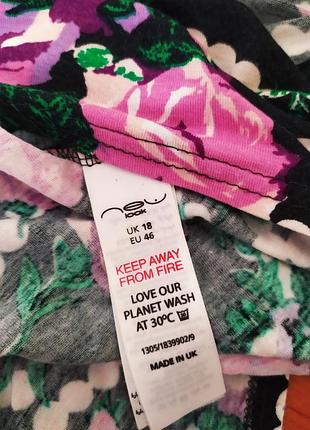 new
look
UK 18
EU 46
KEEP AWAY
FROM FIRE
LOVE OUR
PLANET WASH
AT 30ºC
1305/1839902/9
MADE IN UK